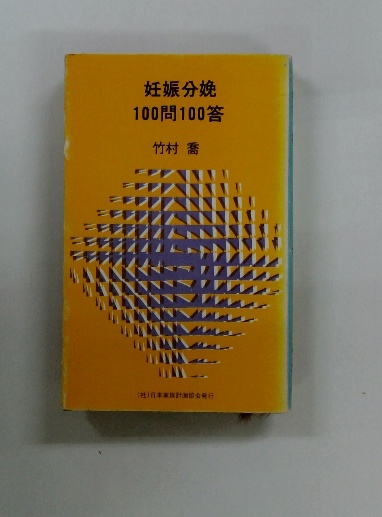 妊娠分娩
100問100答
竹村 喬
(社)日本家族計画協会発行